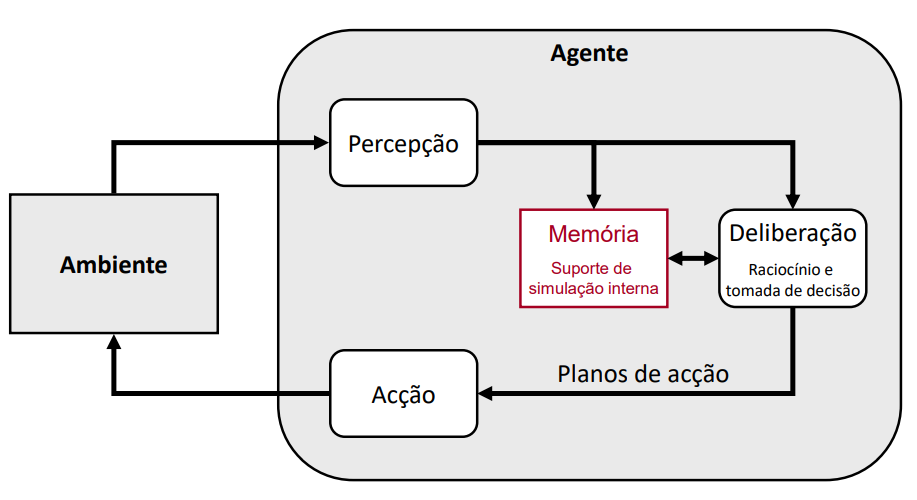 Agente
Percepção
Ambiente
Memória
Suporte de
simulação interna
Deliberação
Raciocínio e
tomada de decisão
Planos de acção
Acção